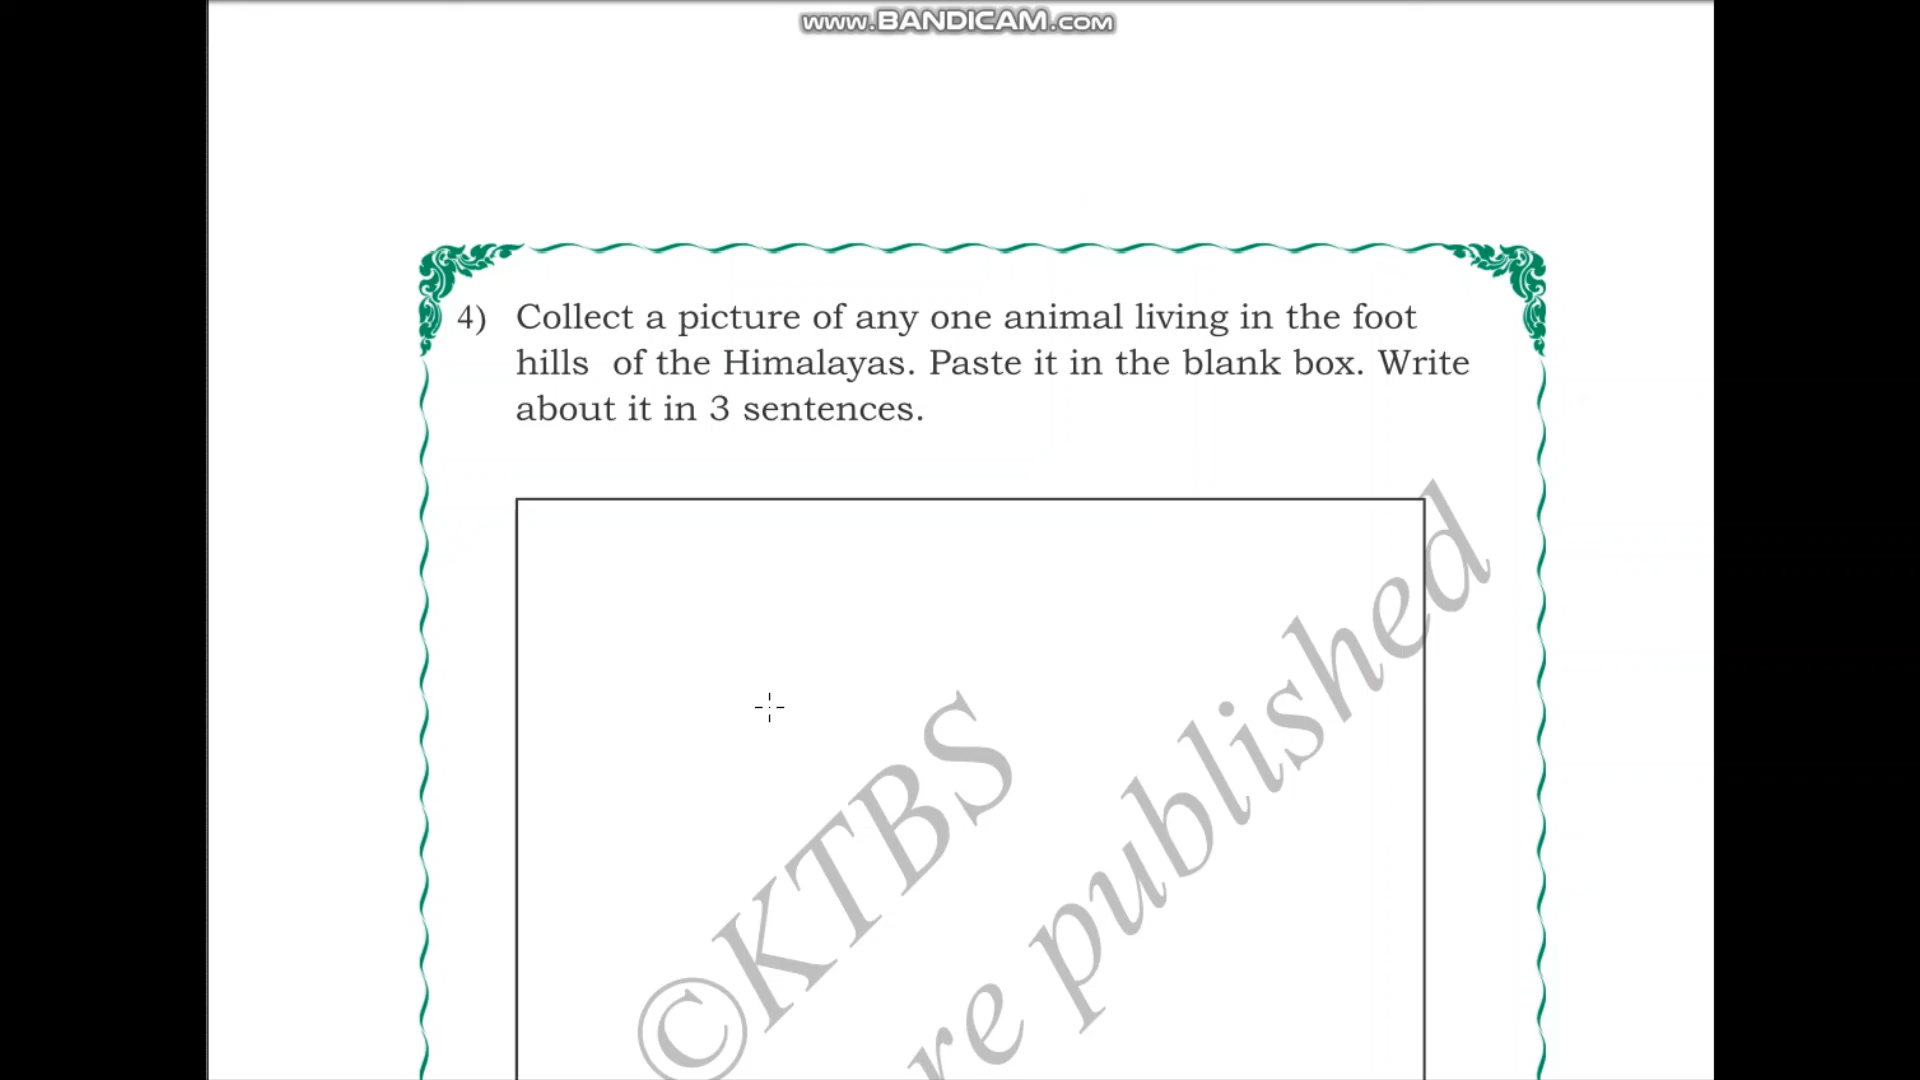 www.BANDICAM.com
4) Collect a picture of any one animal living in the foot
hills of the Himalayas. Paste it in the blank box. Write
about it in 3 sentences.
©KTBS
re published